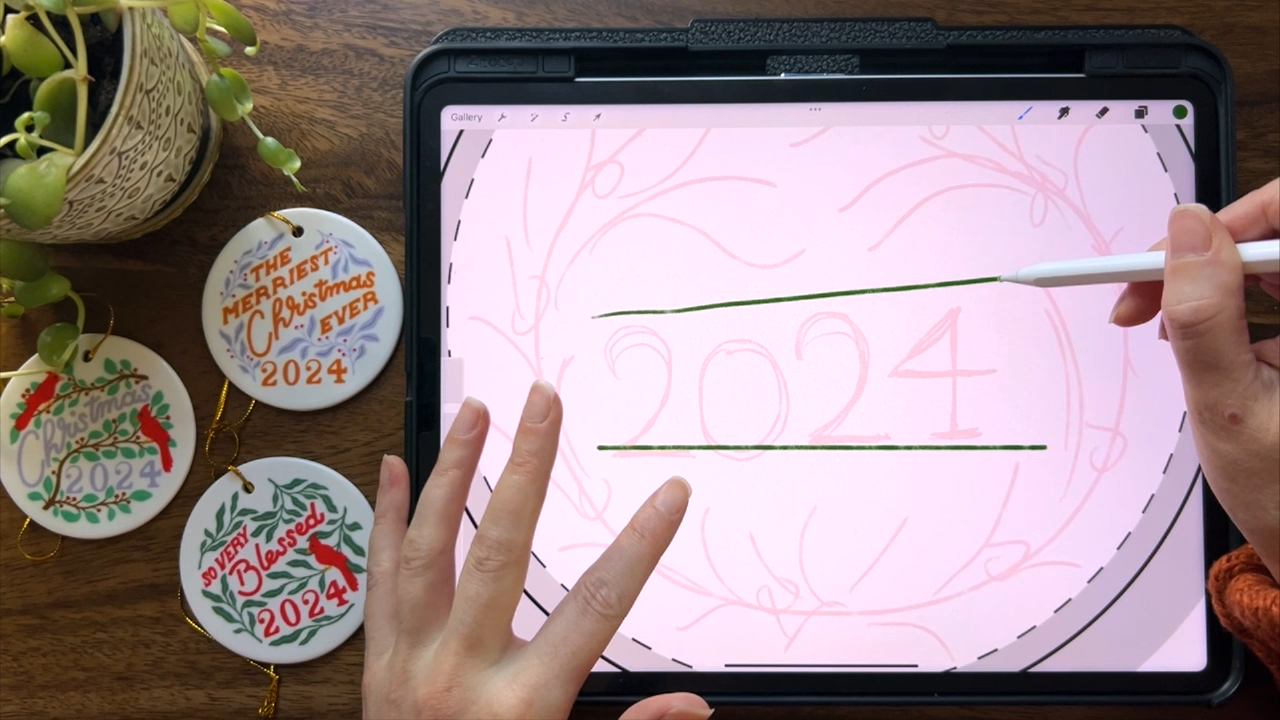 Gallery
THE
MERRIEST
Christmas
EVER
2024
Christmas
2024
SO VERY
Blessed
2024
2024